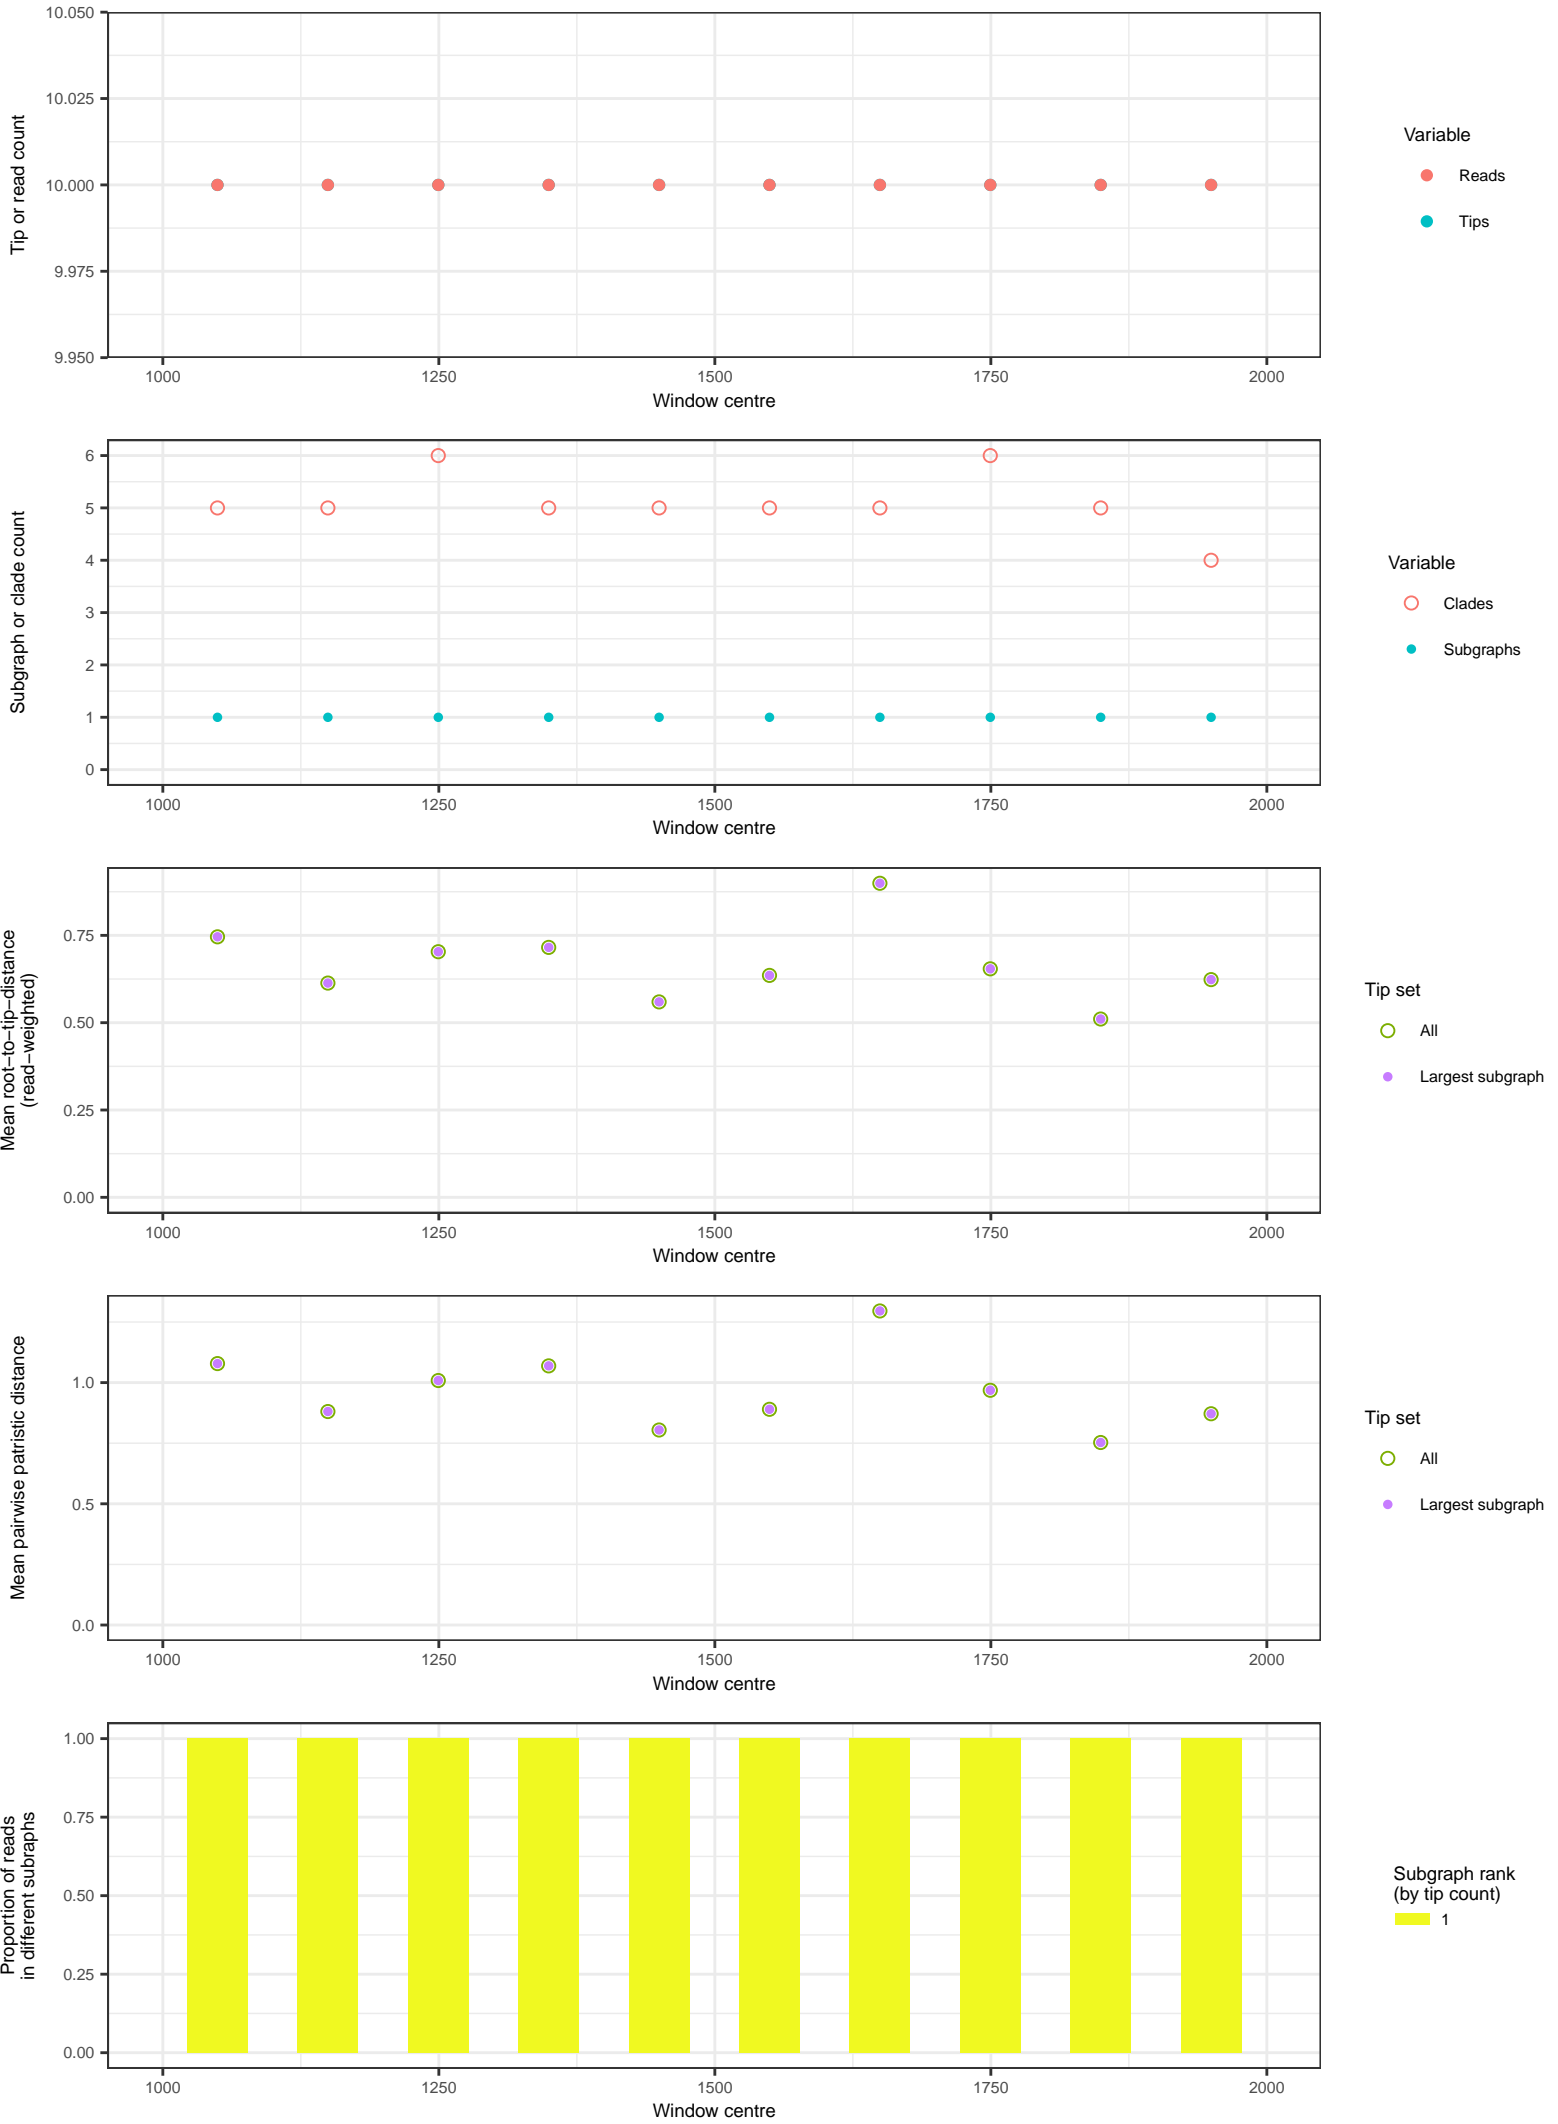 10.050
10.025
10.000
9.975
9.950
Tip or read count
1000 1250 1500 1750 2000
Window centre
Variable
Reads
Tips
6
5
4
3
2
1
0
Subgraph or clade count
1000 1250 1500 1750 2000
Window centre
Variable
Clades
Subgraphs
0.75
0.50
0.25
0.00
Mean root−to−tip−distance
(read−weighted)
1000 1250 1500 1750 2000
Window centre
Tip set
All
Largest subgraph
1.0
0.5
0.0
Mean pairwise patristic distance
1000 1250 1500 1750 2000
Window centre
Tip set
All
Largest subgraph
1.00
0.75
0.50
0.25
0.00
Proportion of reads
in different subraphs
1000 1250 1500 1750 2000
Window centre
Subgraph rank
(by tip count)
1